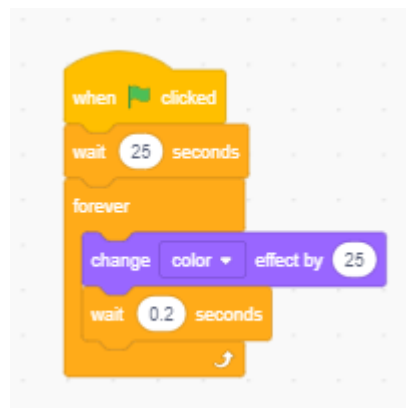 when clicked
wait 25 seconds
forever
change color effect by 25
wait 0.2 seconds